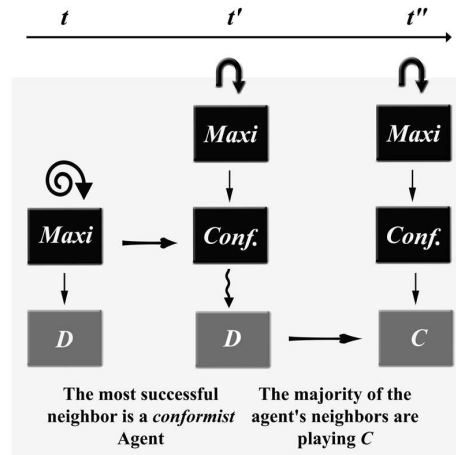 t t' t''
Maxi Maxi
Maxi Conf. Conf.
D D C
The most successful The majority of the
neighbor is a conformist agent's neighbors are
Agent playing C